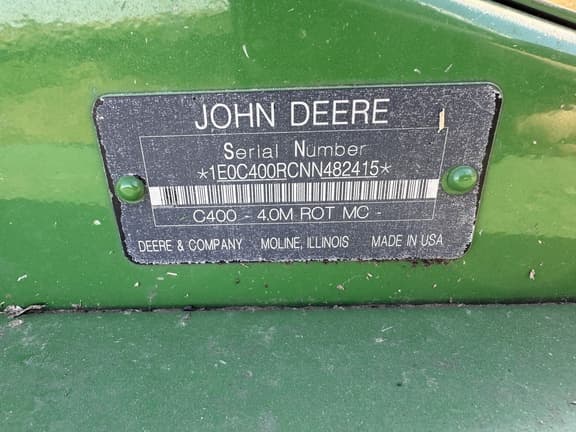 JOHN DEERE
Serial Number
*1E0C400RCNN482415*
C400 - 4.0M ROT MC -
DEERE & COMPANY MOLINE, ILLINOIS MADE IN USA